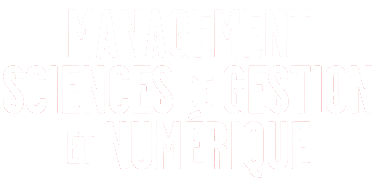 MANAGEMENT
SCIENCES DE GESTION
ET NUMÉRIQUE